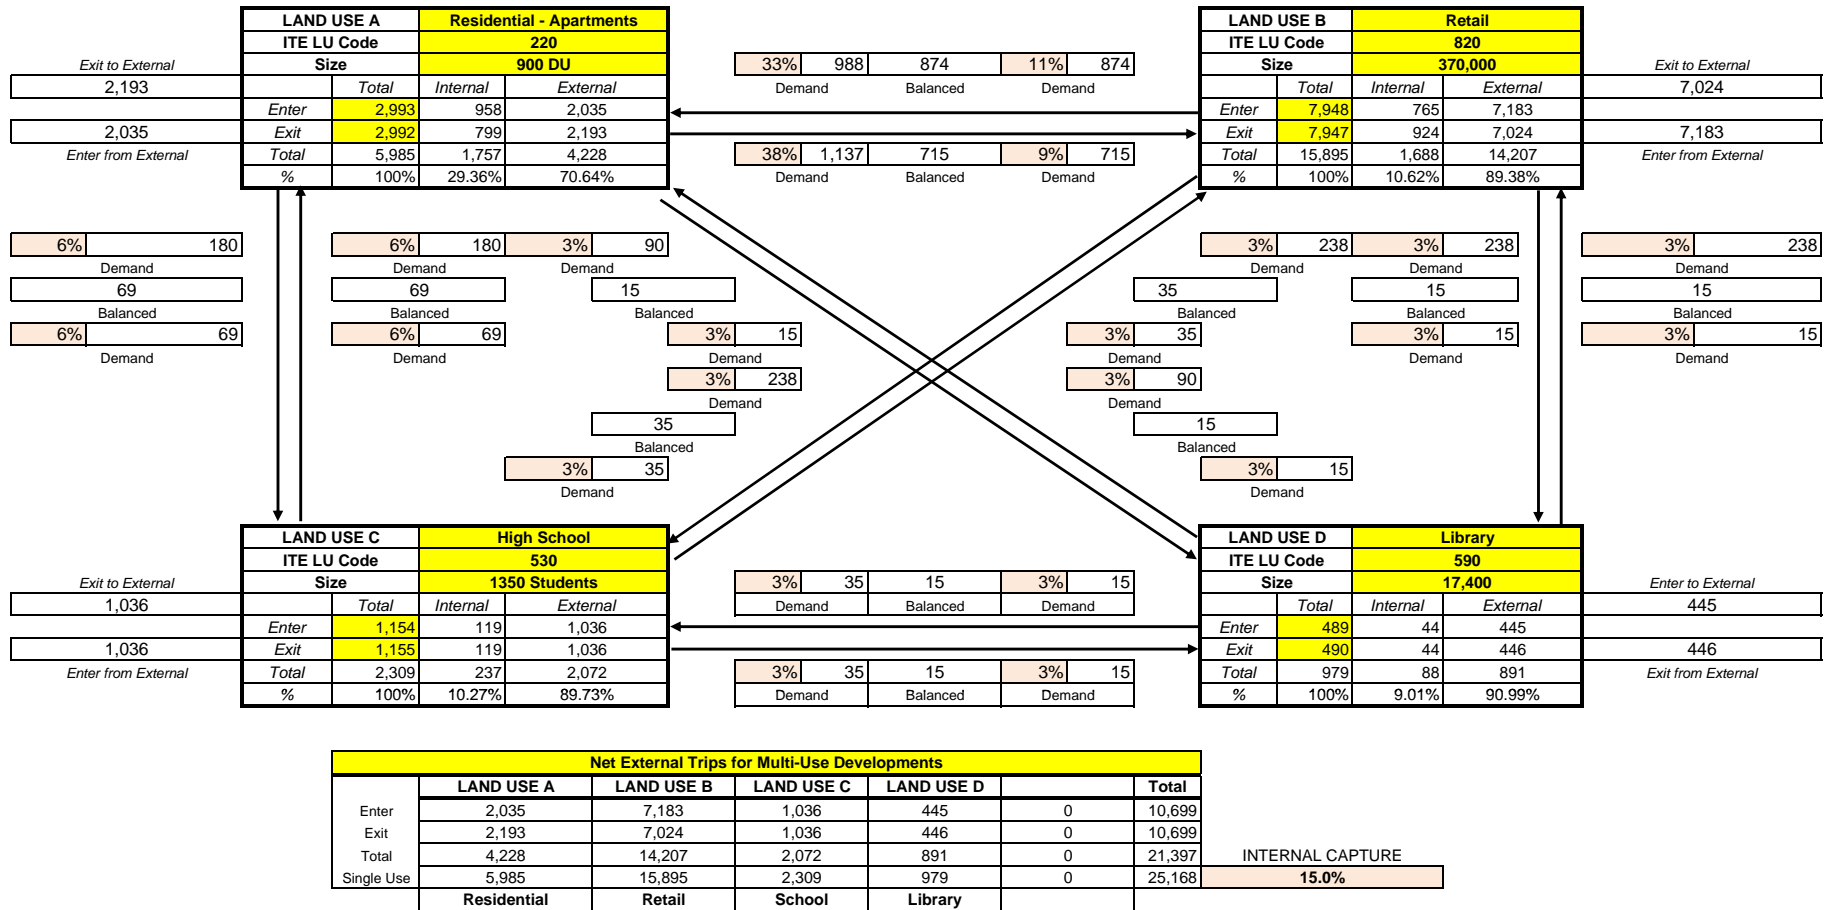 LAND USE A Residential - Apartments LAND USE B Retail
ITE LU Code 220 ITE LU Code 820
Exit to External Size 900 DU 33% 988 874 11% 874 Size 370,000 Exit to External
2,193 Total Internal External Demand Balanced Demand Total Internal External 7,024
Enter 2,993 958 2,035 Enter 7,948 765 7,183
2,035 Exit 2,992 799 2,193 Exit 7,947 924 7,024 7,183
Enter from External Total 5,985 1,757 4,228 38% 1,137 715 9% 715 Total 15,895 1,688 14,207 Enter from External
% 100% 29.36% 70.64% Demand Balanced Demand % 100% 10.62% 89.38%
6% 180 6% 180 3% 90 3% 238 3% 238 3% 238
Demand Demand Demand Demand Demand Demand
69 69 15 35 15 15
Balanced Balanced Balanced Balanced Balanced Balanced
6% 69 6% 69 3% 15 3% 35 3% 15 3% 15
Demand Demand Demand Demand Demand Demand
3% 238 3% 90
Demand Demand
35 15
Balanced Balanced
3% 35 3% 15
Demand Demand
LAND USE C High School LAND USE D Library
ITE LU Code 530 ITE LU Code 590
Exit to External Size 1350 Students 3% 35 15 3% 15 Size 17,400 Enter to External
1,036 Total Internal External Demand Balanced Demand Total Internal External 445
Enter 1,154 119 1,036 Enter 489 44 445
1,036 Exit 1,155 119 1,036 Exit 490 44 446 446
Enter from External Total 2,309 237 2,072 3% 35 15 3% 15 Total 979 88 891 Exit from External
% 100% 10.27% 89.73% Demand Balanced Demand % 100% 9.01% 90.99%
Net External Trips for Multi-Use Developments
LAND USE A LAND USE B LAND USE C LAND USE D Total
Enter 2,035 7,183 1,036 445 0 10,699
Exit 2,193 7,024 1,036 446 0 10,699
Total 4,228 14,207 2,072 891 0 21,397 INTERNAL CAPTURE
Single Use 5,985 15,895 2,309 979 0 25,168 15.0%
Residential Retail School Library